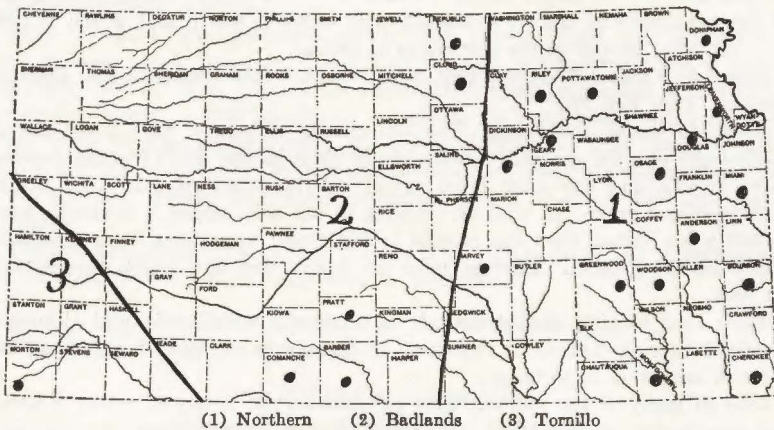 CHEYENNE RAWLINS DECATUR NORTON PHILLIPS SMITH JEWELL REPUBLIC WASHINGTON MARSHALL NEMAHA BROWN DONIPHAN
SHERMAN THOMAS SHERIDAN GRAHAM ROOKS OSBORNE MITCHELL CLOUD CLAY RILEY POTTAWATOMIE JACKSON ATCHISON
JEFFERSON
WALLACE LOGAN GOVE TREGO ELLIS RUSSELL LINCOLN OTTAWA DICKINSON GEARY WABAUNSEE SHAWNEE DOUGLAS WYAN DOTTE JOHNSON
GREELEY WICHITA SCOTT LANE NESS RUSH BARTON ELLSWORTH SALINE MCPHERSON MARION MORRIS LYON OSAGE FRANKLIN MIAMI
RICE CHASE COFFEY ANDERSON LINN
2 1
HAMILTON KEARNEY FINNEY HODGEMAN PAWNEE STAFFORD RENO HARVEY BUTLER GREENWOOD WOODSON ALLEN BOURBON
3
GRAY FORD
STANTON GRANT HASKELL KIOWA PRATT KINGMAN SEDGWICK ELK WILSON NEOSHO CRAWFORD
MORTON STEVENS SEWARD MEADE CLARK COMANCHE BARBER HARPER SUMNER COWLEY CHAUTAUQUA MONTGOMERY LABETTE CHEROKEE
(1) Northern (2) Badlands (3) Tornillo